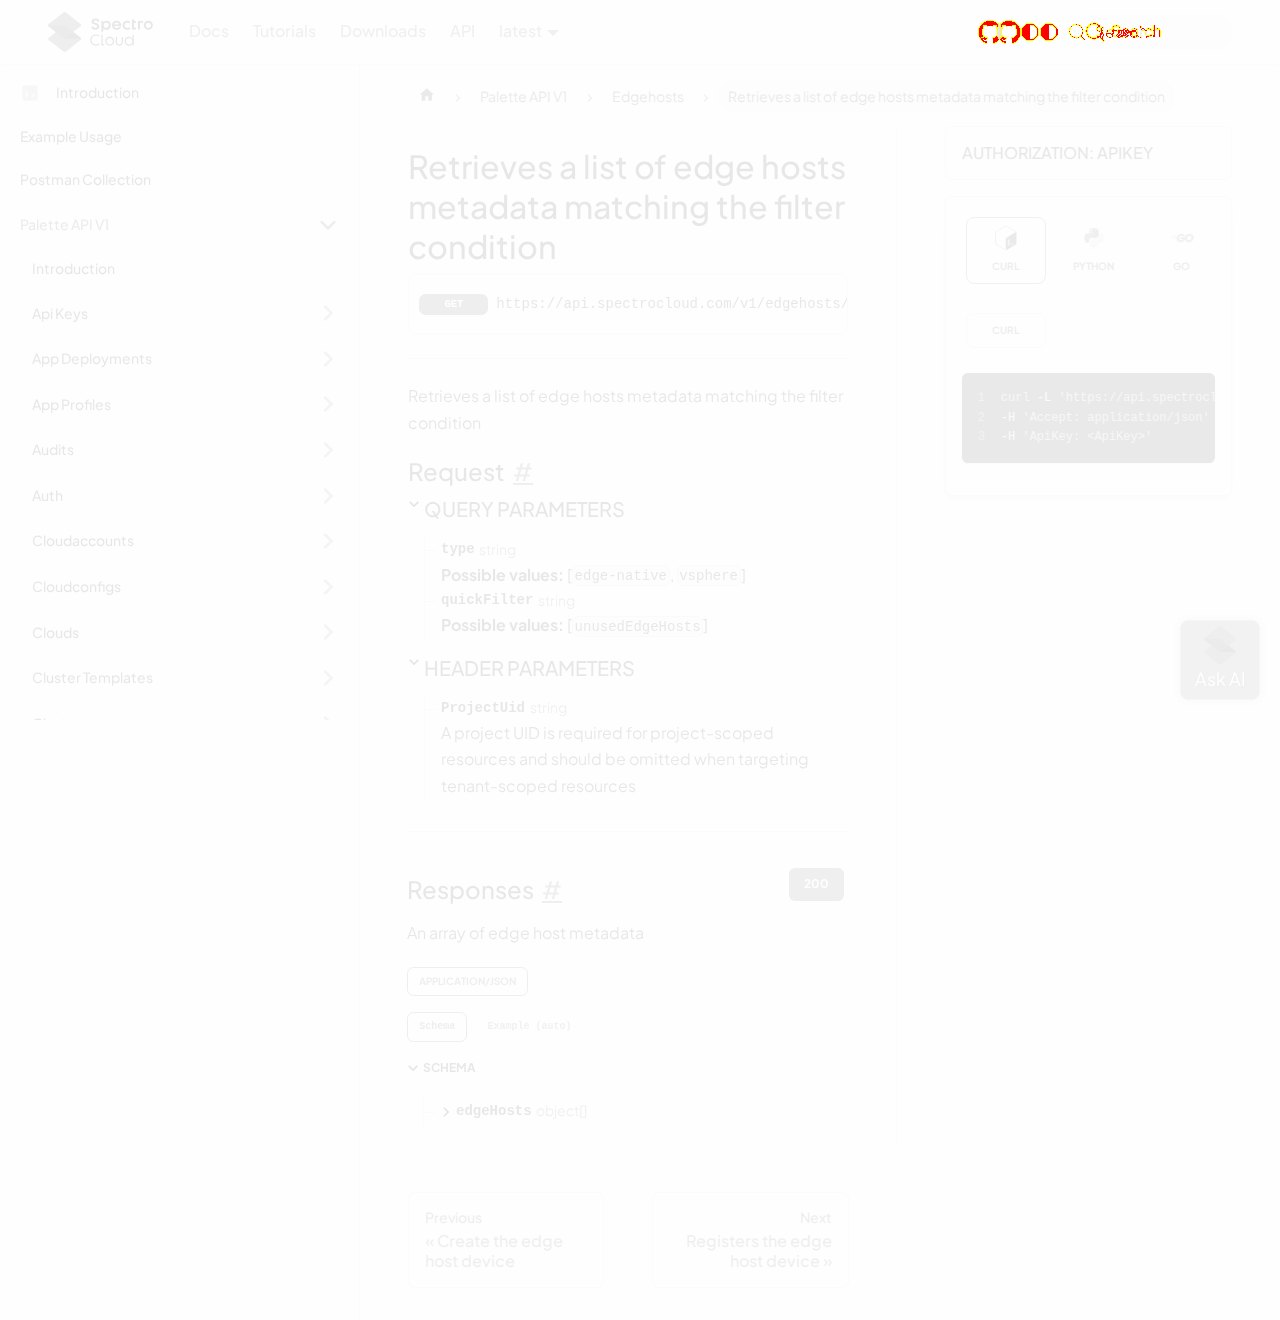 Spectro Cloud
Docs Tutorials Downloads API latest
Introduction
Example Usage
Postman Collection
Palette API V1
Introduction
Api Keys
App Deployments
App Profiles
Audits
Auth
Cloudaccounts
Cloudconfigs
Clouds
Cluster Templates
Palette API V1
Edgehosts
Retrieves a list of edge hosts metadata matching the filter condition
Retrieves a list of edge hosts
metadata matching the filter
condition
GET https://api.spectrocloud.com/v1/edgehosts/
Retrieves a list of edge hosts metadata matching the filter
condition
Request #
QUERY PARAMETERS
type string
Possible values: [edge-native, vsphere]
quickFilter string
Possible values: [unusedEdgeHosts]
HEADER PARAMETERS
ProjectUid string
A project UID is required for project-scoped
resources and should be omitted when targeting
tenant-scoped resources
Responses #
200
An array of edge host metadata
APPLICATION/JSON
Schema Example (auto)
SCHEMA
edgeHosts object[]
Previous
« Create the edge
host device
Next
Registers the edge
host device »
AUTHORIZATION: APIKEY
CURL PYTHON GO
GO
CURL
1 curl -L 'https://api.spectrocl
2 -H 'Accept: application/json'
3 -H 'ApiKey: <ApiKey>'
Ask AI